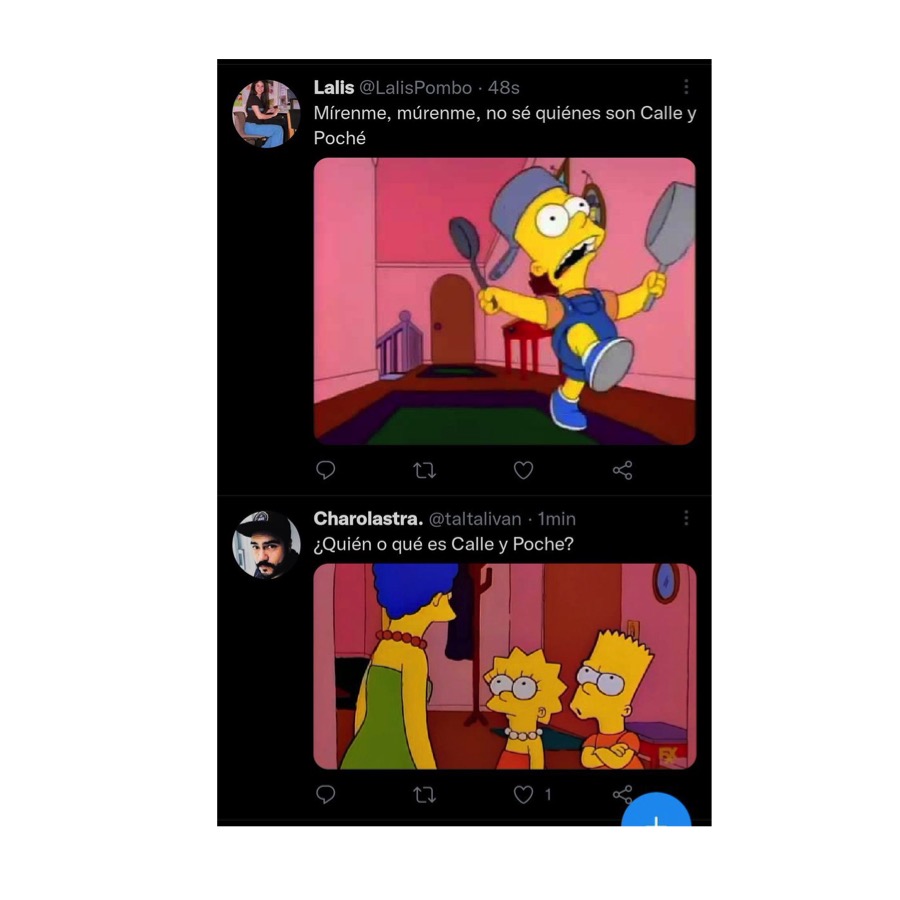 Lalis @LalisPombo · 48s
Mírenme, múrenme, no sé quiénes son Calle y
Poché
Charolastra. @taltalivan · 1min
¿Quién o qué es Calle y Poche?
FX
1